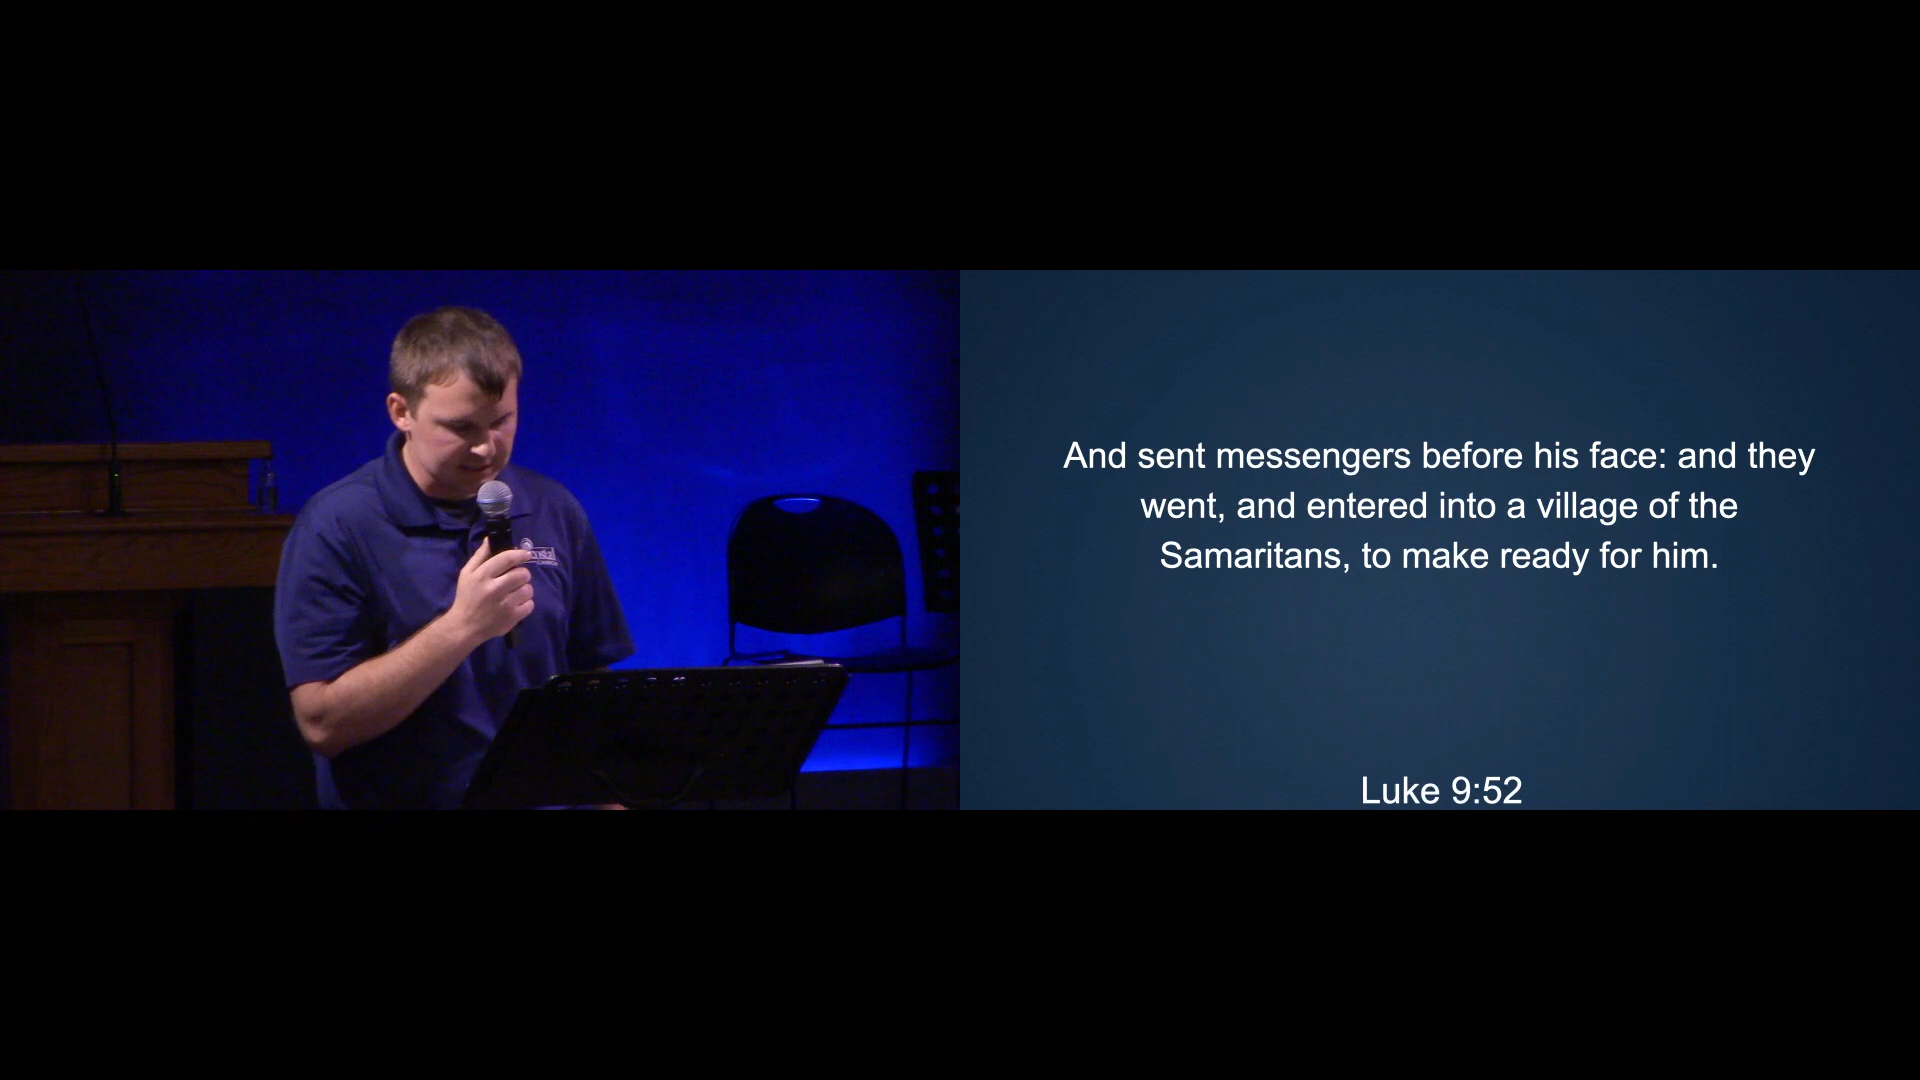 And sent messengers before his face: and they
went, and entered into a village of the
Samaritans, to make ready for him.
Luke 9:52